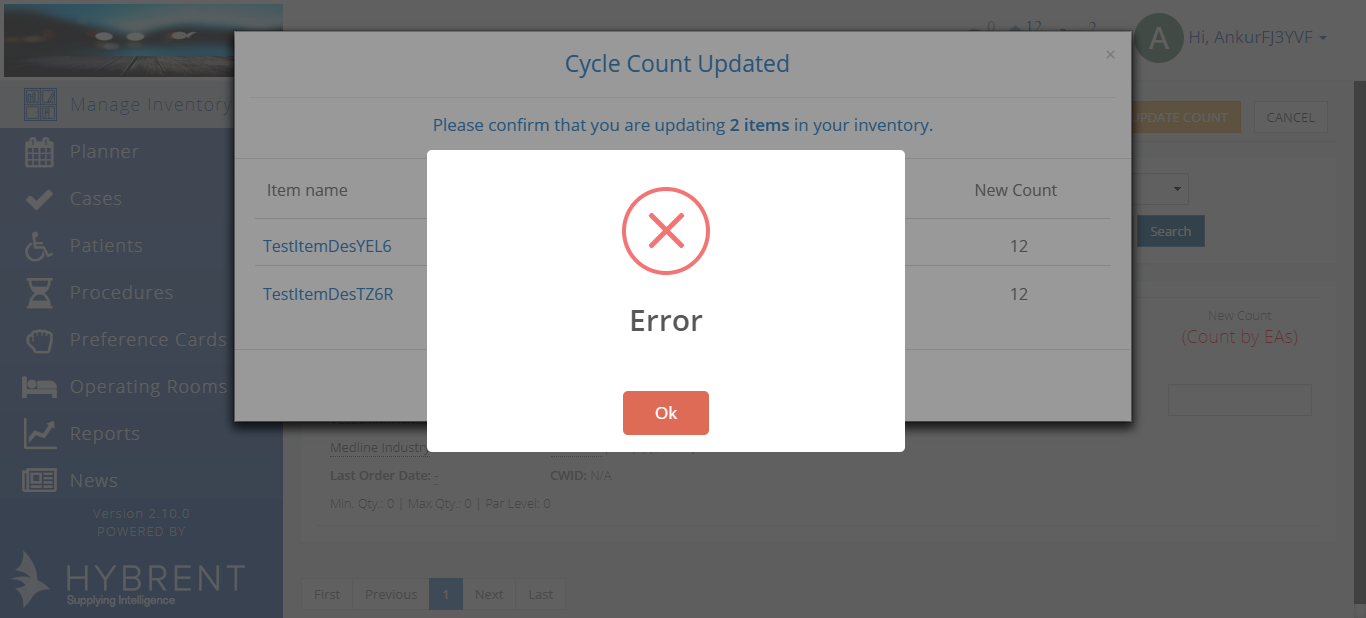 0 12 2
A Hi, AnkurFJ3YVF
Cycle Count Updated ×
Please confirm that you are updating 2 items in your inventory.
Manage Inventory
Planner
Cases
Patients
Procedures
Preference Cards
Operating Rooms
Reports
News
Version 2.10.0
POWERED BY
HYBRENT
Supplying Intelligence
UPDATE COUNT CANCEL
Item name New Count
TestItemDesYEL6 12
TestItemDesTZ6R 12
Error
Ok
Search
New Count
(Count by EAs)
Medline Industry
Last Order Date: - CWID: N/A
Min. Qty.: 0 | Max Qty.: 0 | Par Level: 0
First Previous 1 Next Last